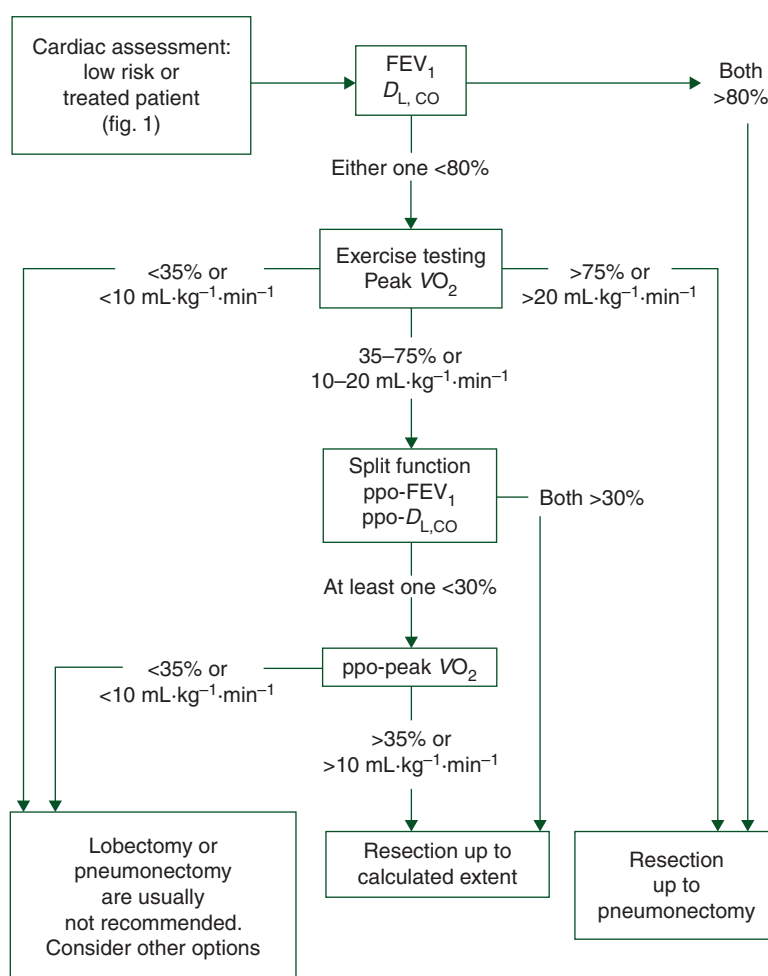 Cardiac assessment:
low risk or
treated patient
(fig. 1)
FEV₁
D_L, CO
Both
>80%
Either one <80%
Exercise testing
Peak VO₂
<35% or
<10 mL·kg⁻¹·min⁻¹
>75% or
>20 mL·kg⁻¹·min⁻¹
35–75% or
10–20 mL·kg⁻¹·min⁻¹
Split function
ppo-FEV₁
ppo-D_L,CO
Both >30%
At least one <30%
ppo-peak VO₂
<35% or
<10 mL·kg⁻¹·min⁻¹
>35% or
>10 mL·kg⁻¹·min⁻¹
Lobectomy or
pneumonectomy
are usually
not recommended.
Consider other options
Resection up to
calculated extent
Resection
up to
pneumonectomy